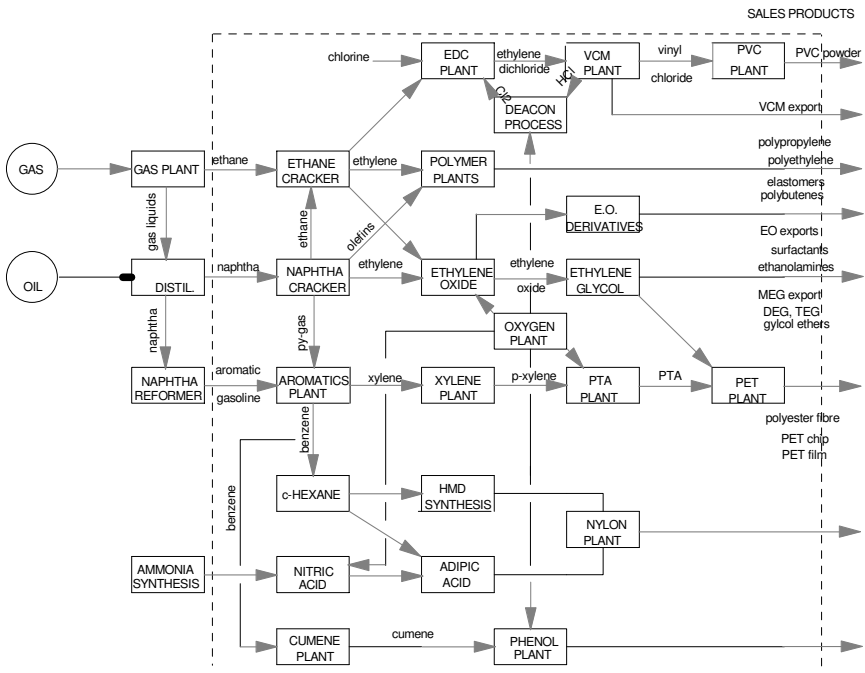 SALES PRODUCTS
chlorine
EDC
PLANT
ethylene
dichloride
VCM
PLANT
vinyl
chloride
PVC
PLANT
PVC powder
HCl
Cl2
DEACON
PROCESS
VCM export
GAS
GAS PLANT
ethane
ETHANE
CRACKER
ethylene
POLYMER
PLANTS
polypropylene
polyethylene
elastomers
polybutenes
gas liquids
ethane
olefins
E.O.
DERIVATIVES
EO exports
surfactants
ethanolamines
OIL
DISTIL.
naphtha
NAPHTHA
CRACKER
ethylene
ETHYLENE
OXIDE
ethylene
oxide
ETHYLENE
GLYCOL
MEG export
DEG, TEG
gylcol ethers
naphtha
py-gas
OXYGEN
PLANT
NAPHTHA
REFORMER
aromatic
gasoline
AROMATICS
PLANT
xylene
XYLENE
PLANT
p-xylene
PTA
PLANT
PTA
PET
PLANT
polyester fibre
PET chip
PET film
benzene
benzene
c-HEXANE
HMD
SYNTHESIS
NYLON
PLANT
AMMONIA
SYNTHESIS
NITRIC
ACID
ADIPIC
ACID
CUMENE
PLANT
cumene
PHENOL
PLANT